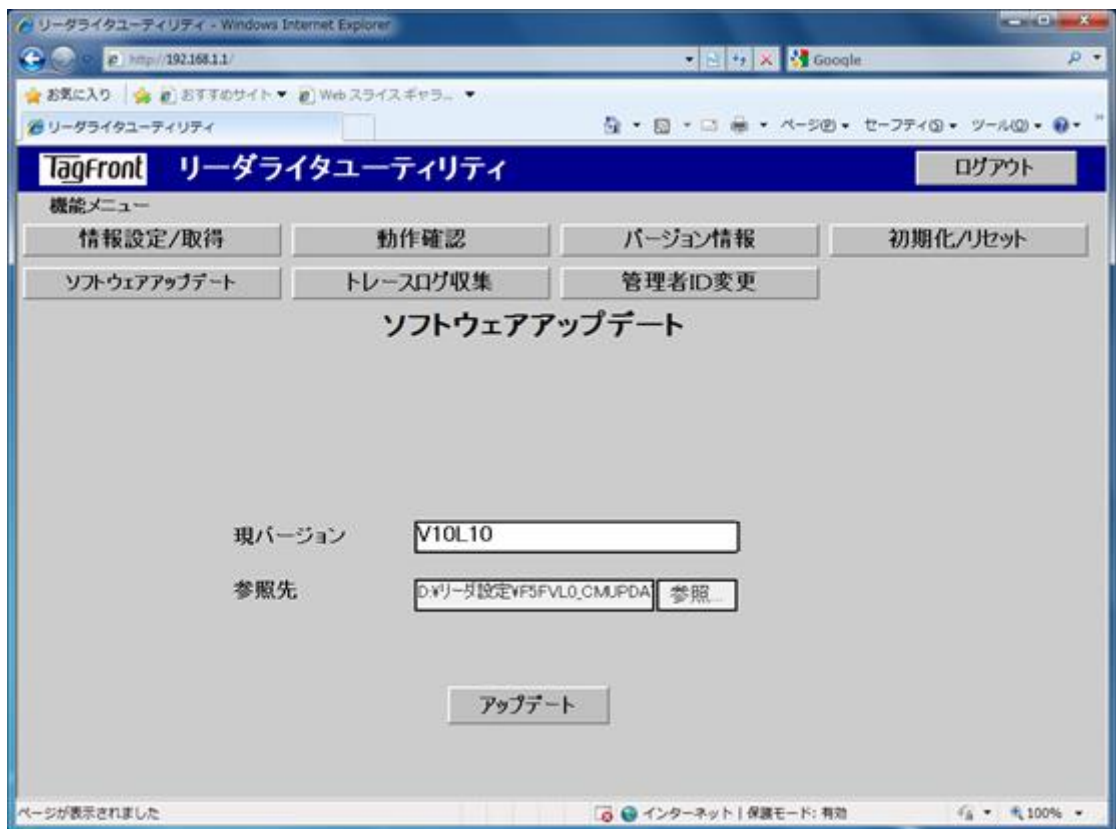 リーダライタユーティリティ - Windows Internet Explorer
http://192.168.1.1/
Google
お気に入り おすすめサイト Web スライス ギャラ...
リーダライタユーティリティ ページ(P) セーフティ(S) ツール(O)
TagFront リーダライタユーティリティ ログアウト
機能メニュー
情報設定/取得 動作確認 バージョン情報 初期化/リセット
ソフトウェアアップデート トレースログ収集 管理者ID変更
ソフトウェアアップデート
現バージョン V10L10
参照先 D:¥リーダ設定¥F5FVL0_CMUPDA 参照...
アップデート
ページが表示されました インターネット | 保護モード: 有効 100%